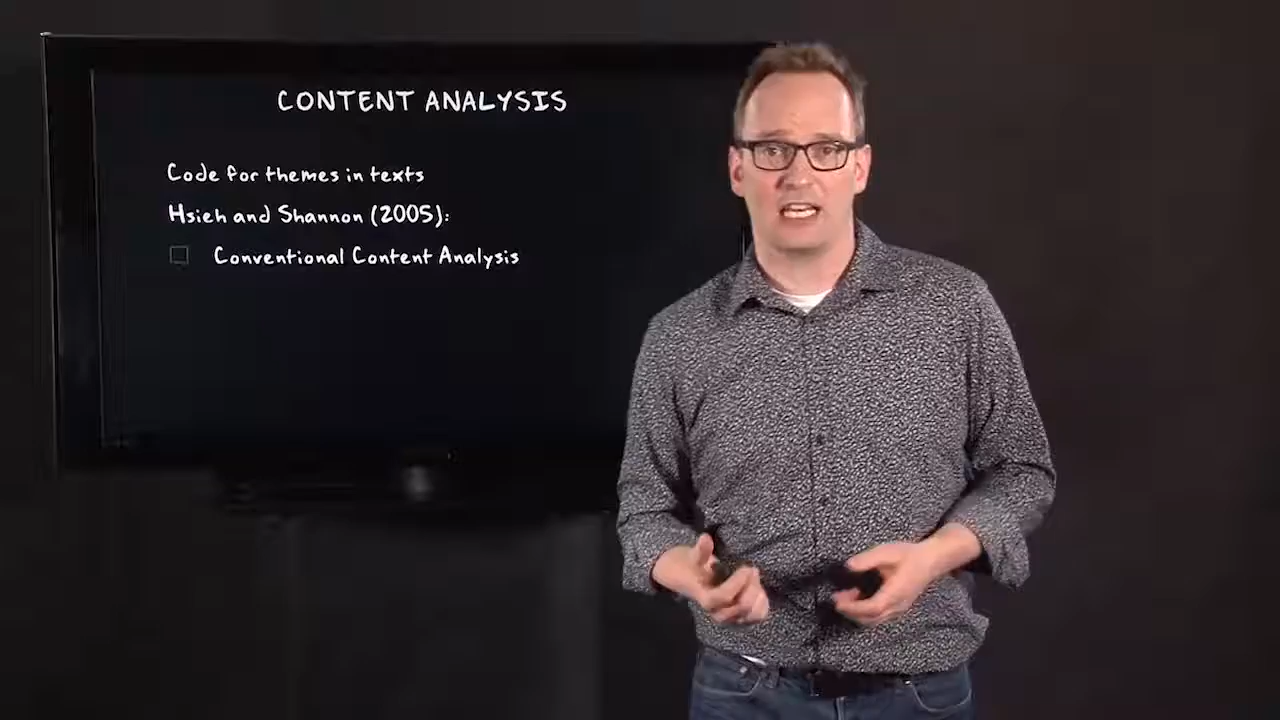 CONTENT ANALYSIS
Code for themes in texts
Hsieh and Shannon (2005):
Conventional Content Analysis